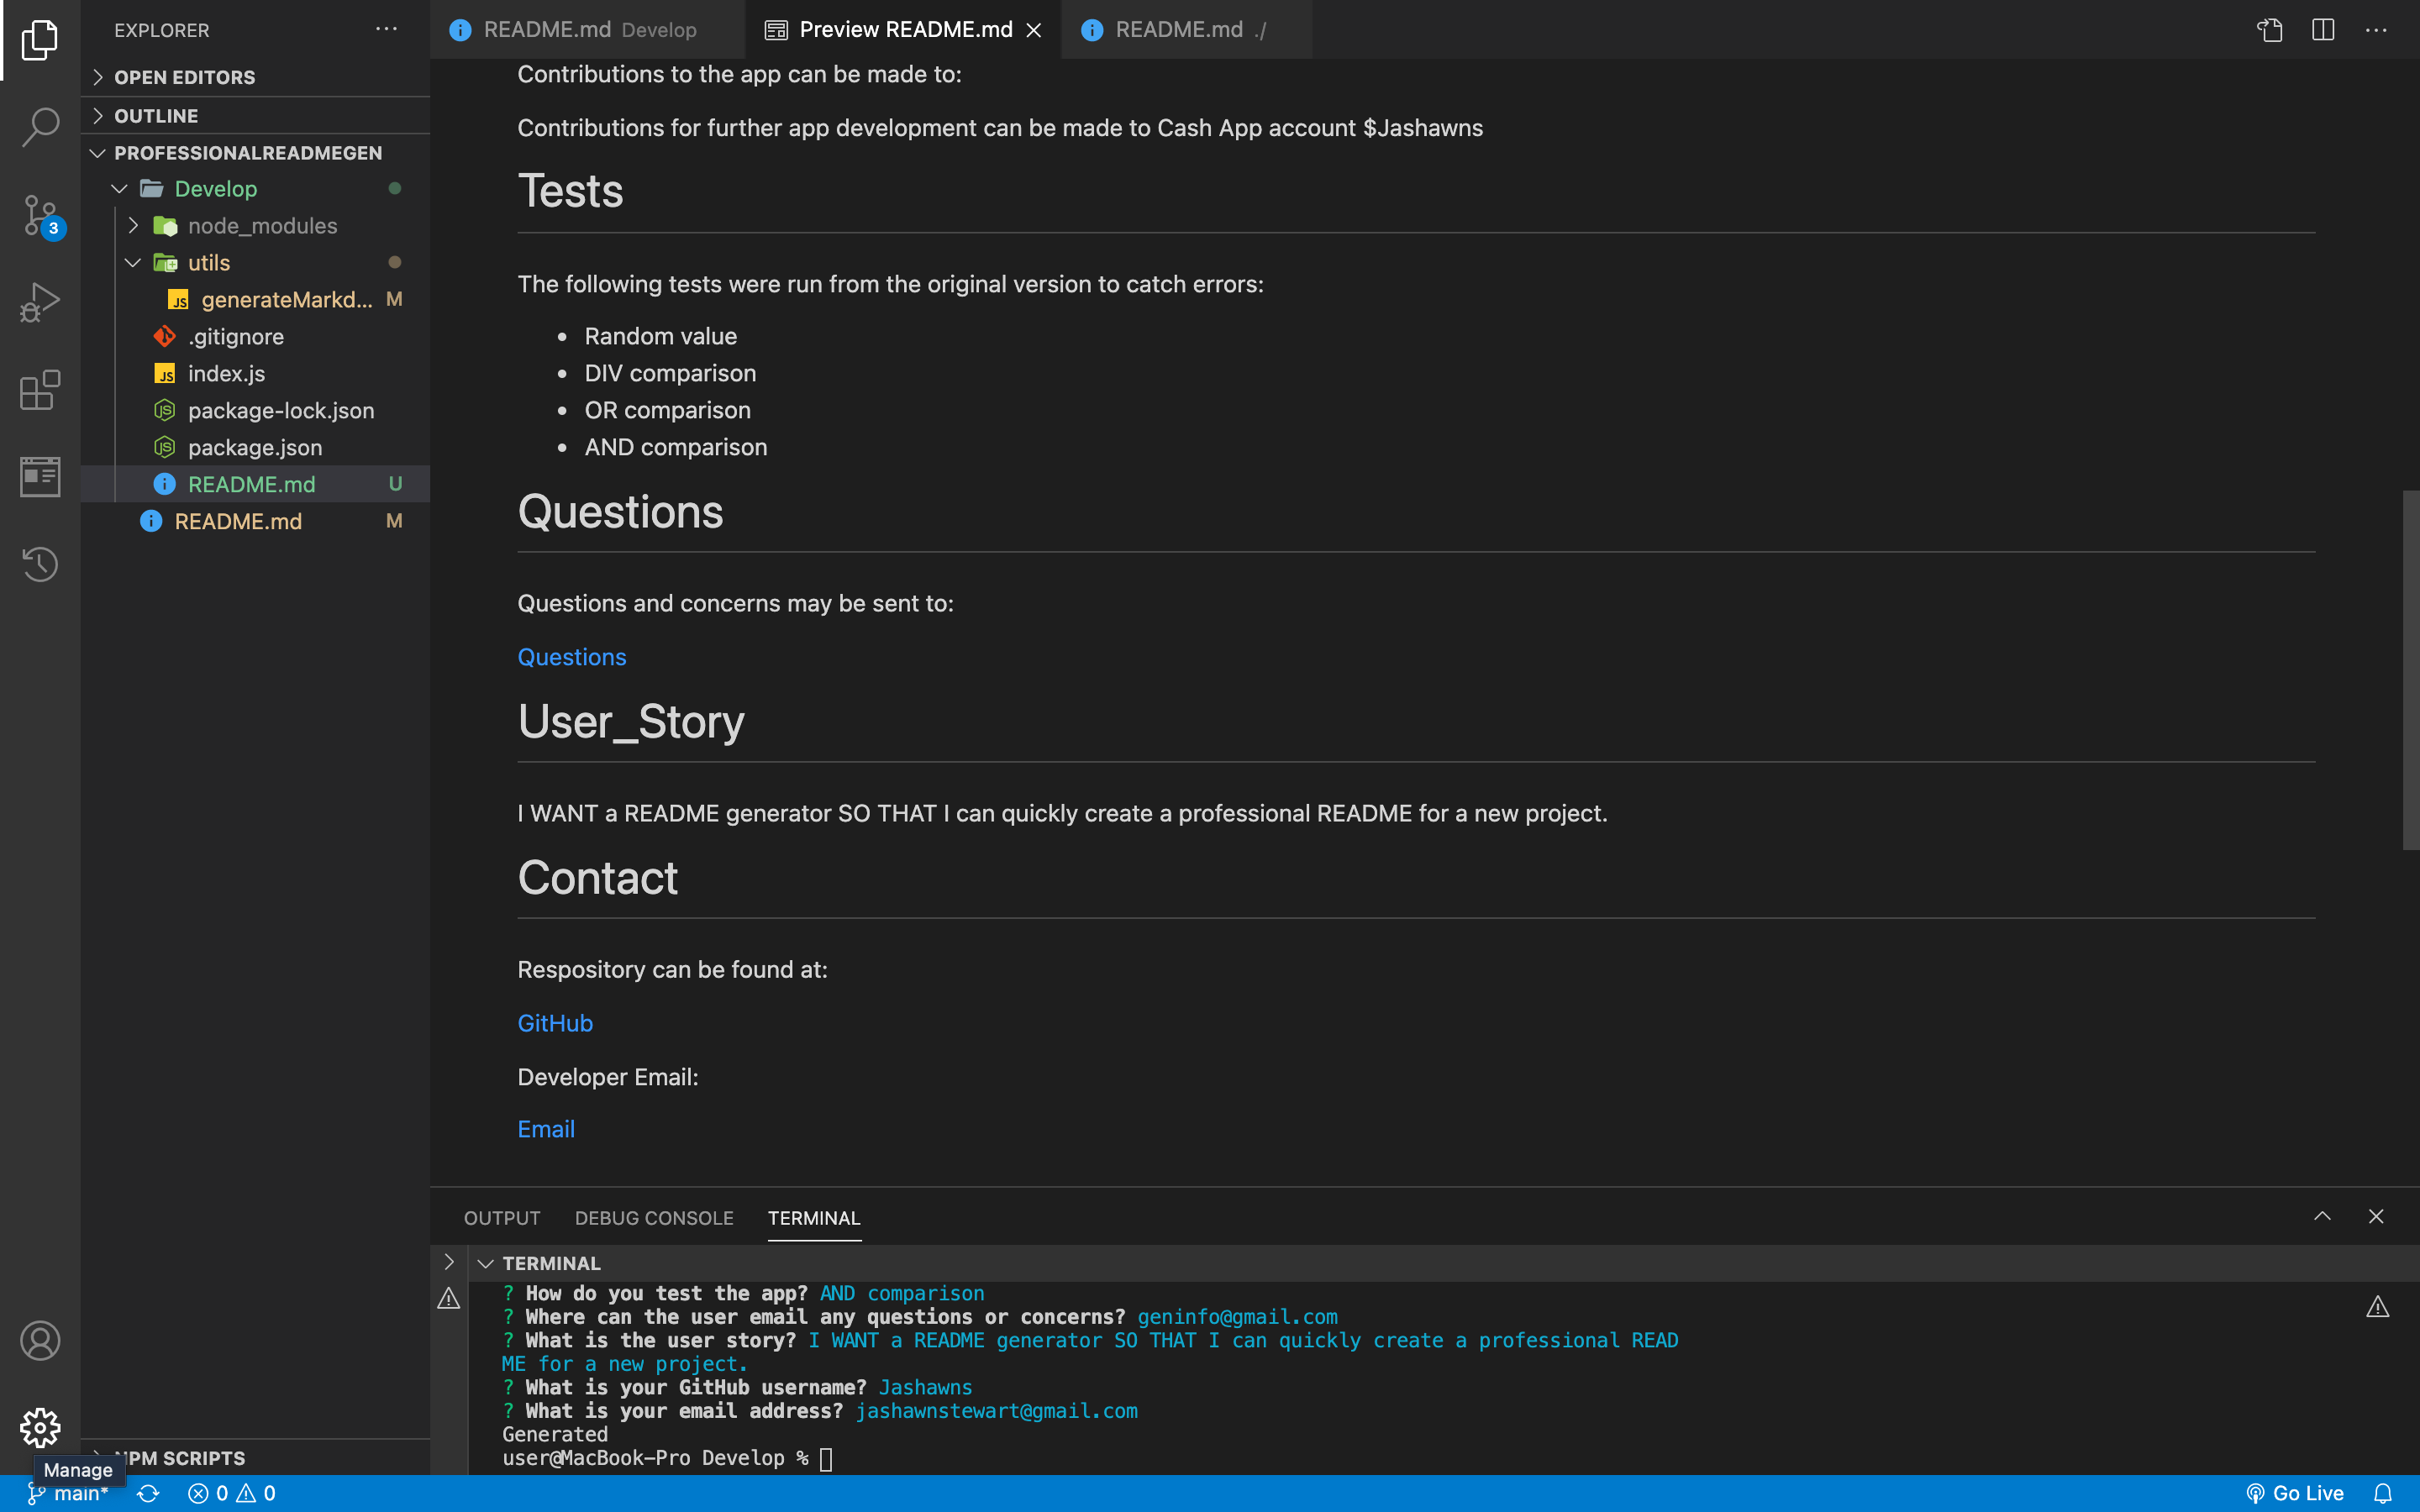 EXPLORER
README.md Develop
Preview README.md
README.md ./
OPEN EDITORS
OUTLINE
PROFESSIONALREADMEGEN
Develop
node_modules
utils
generateMarkd... M
.gitignore
index.js
package-lock.json
package.json
README.md U
README.md M
3
NPM SCRIPTS
Manage
Contributions to the app can be made to:
Contributions for further app development can be made to Cash App account $Jashawns
Tests
The following tests were run from the original version to catch errors:
• Random value
• DIV comparison
• OR comparison
• AND comparison
Questions
Questions and concerns may be sent to:
Questions
User_Story
I WANT a README generator SO THAT I can quickly create a professional README for a new project.
Contact
Respository can be found at:
GitHub
Developer Email:
Email
OUTPUT DEBUG CONSOLE TERMINAL
TERMINAL
? How do you test the app? AND comparison
? Where can the user email any questions or concerns? geninfo@gmail.com
? What is the user story? I WANT a README generator SO THAT I can quickly create a professional READ
ME for a new project.
? What is your GitHub username? Jashawns
? What is your email address? jashawnstewart@gmail.com
Generated
user@MacBook-Pro Develop %
main* 0 0 Go Live